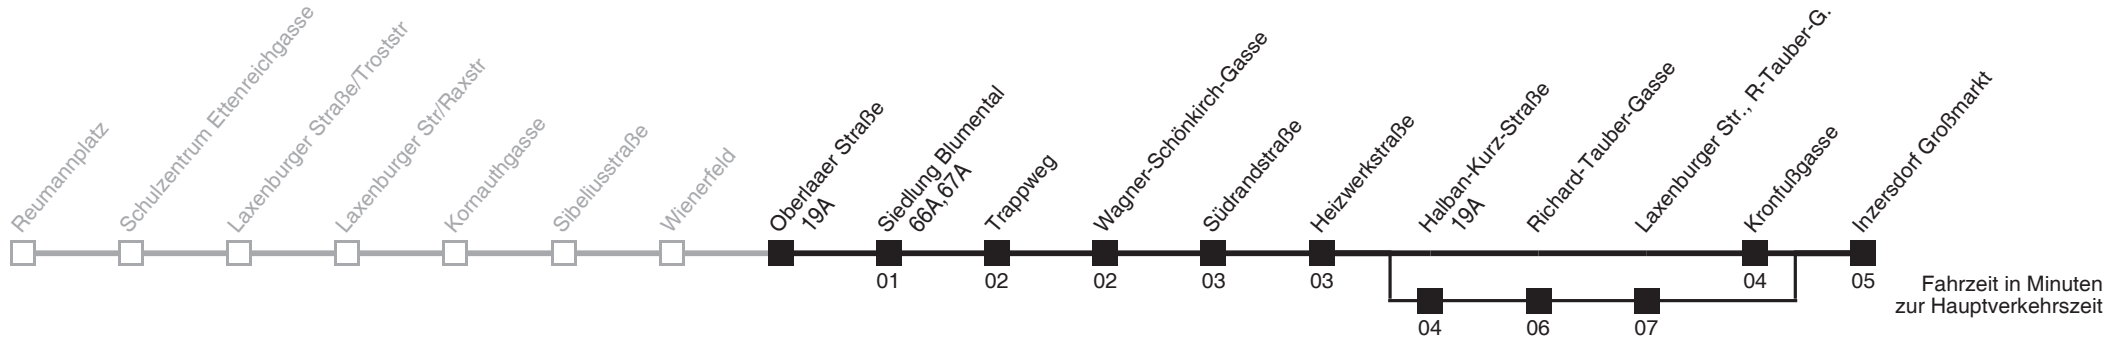 Reumannplatz
Schulzentrum Ettenreichgasse
Laxenburger Straße/Troststr
Laxenburger Str/Raxstr
Kornauthgasse
Sibeliusstraße
Wienerfeld
Oberlaaer Straße
19A
Siedlung Blumental
66A,67A
Trappweg
Wagner-Schönkirch-Gasse
Südrandstraße
Heizwerkstraße
Halban-Kurz-Straße
19A
Richard-Tauber-Gasse
Laxenburger Str., R-Tauber-G.
Kronfußgasse
Inzersdorf Großmarkt
01
02
02
03
03
04
05
04
06
07
Fahrzeit in Minuten
zur Hauptverkehrszeit